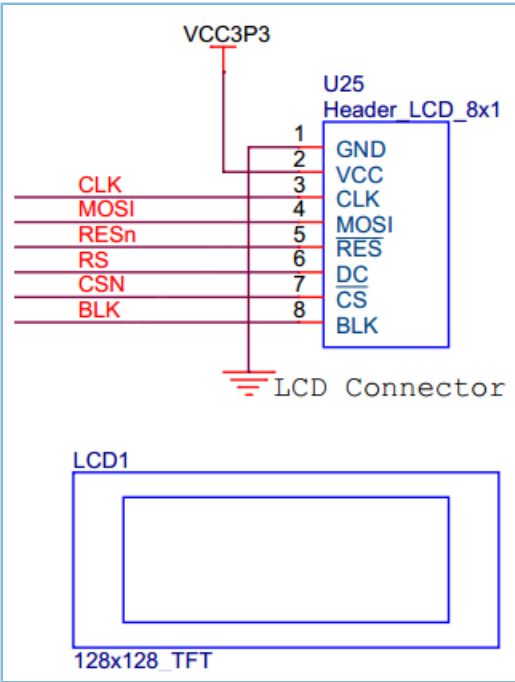 VCC3P3
U25
Header_LCD_8x1
1 GND
2 VCC
CLK 3 CLK
MOSI 4 MOSI
RESn 5 RES
RS 6 DC
CSN 7 CS
BLK 8 BLK
LCD Connector
LCD1
128x128_TFT